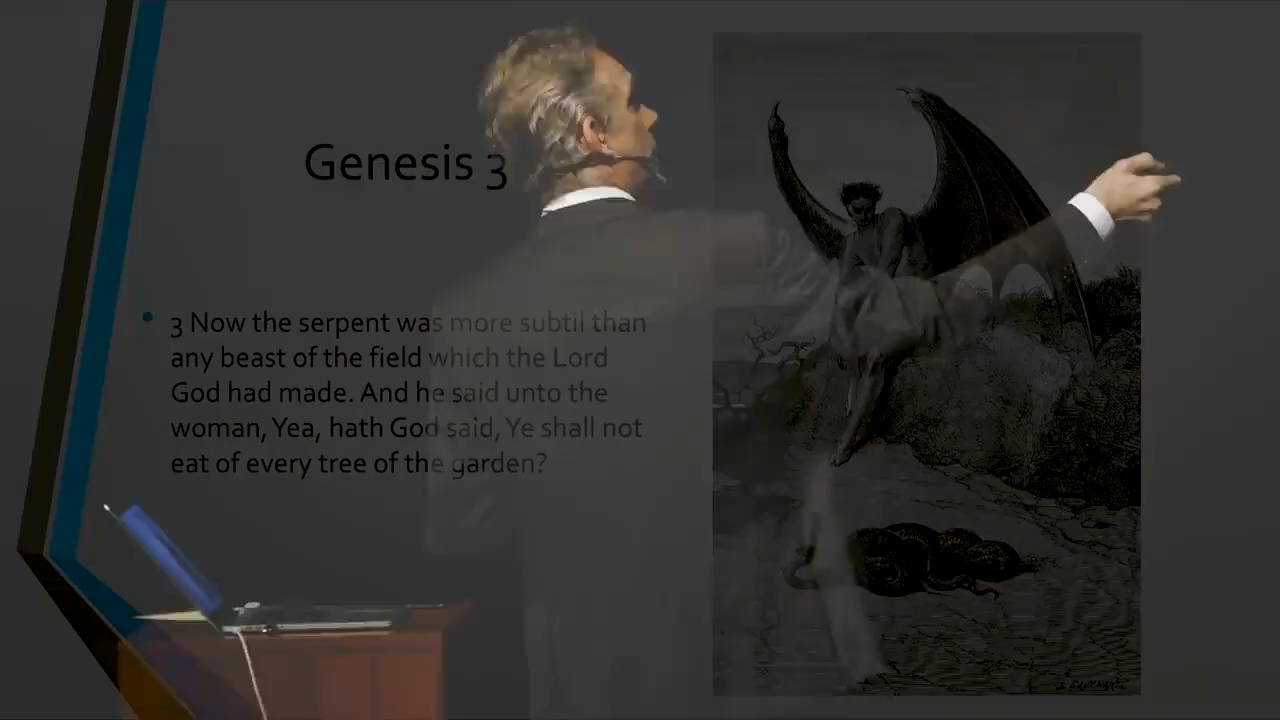 Genesis 3
3 Now the serpent was more subtil than
any beast of the field which the Lord
God had made. And he said unto the
woman, Yea, hath God said, Ye shall not
eat of every tree of the garden?